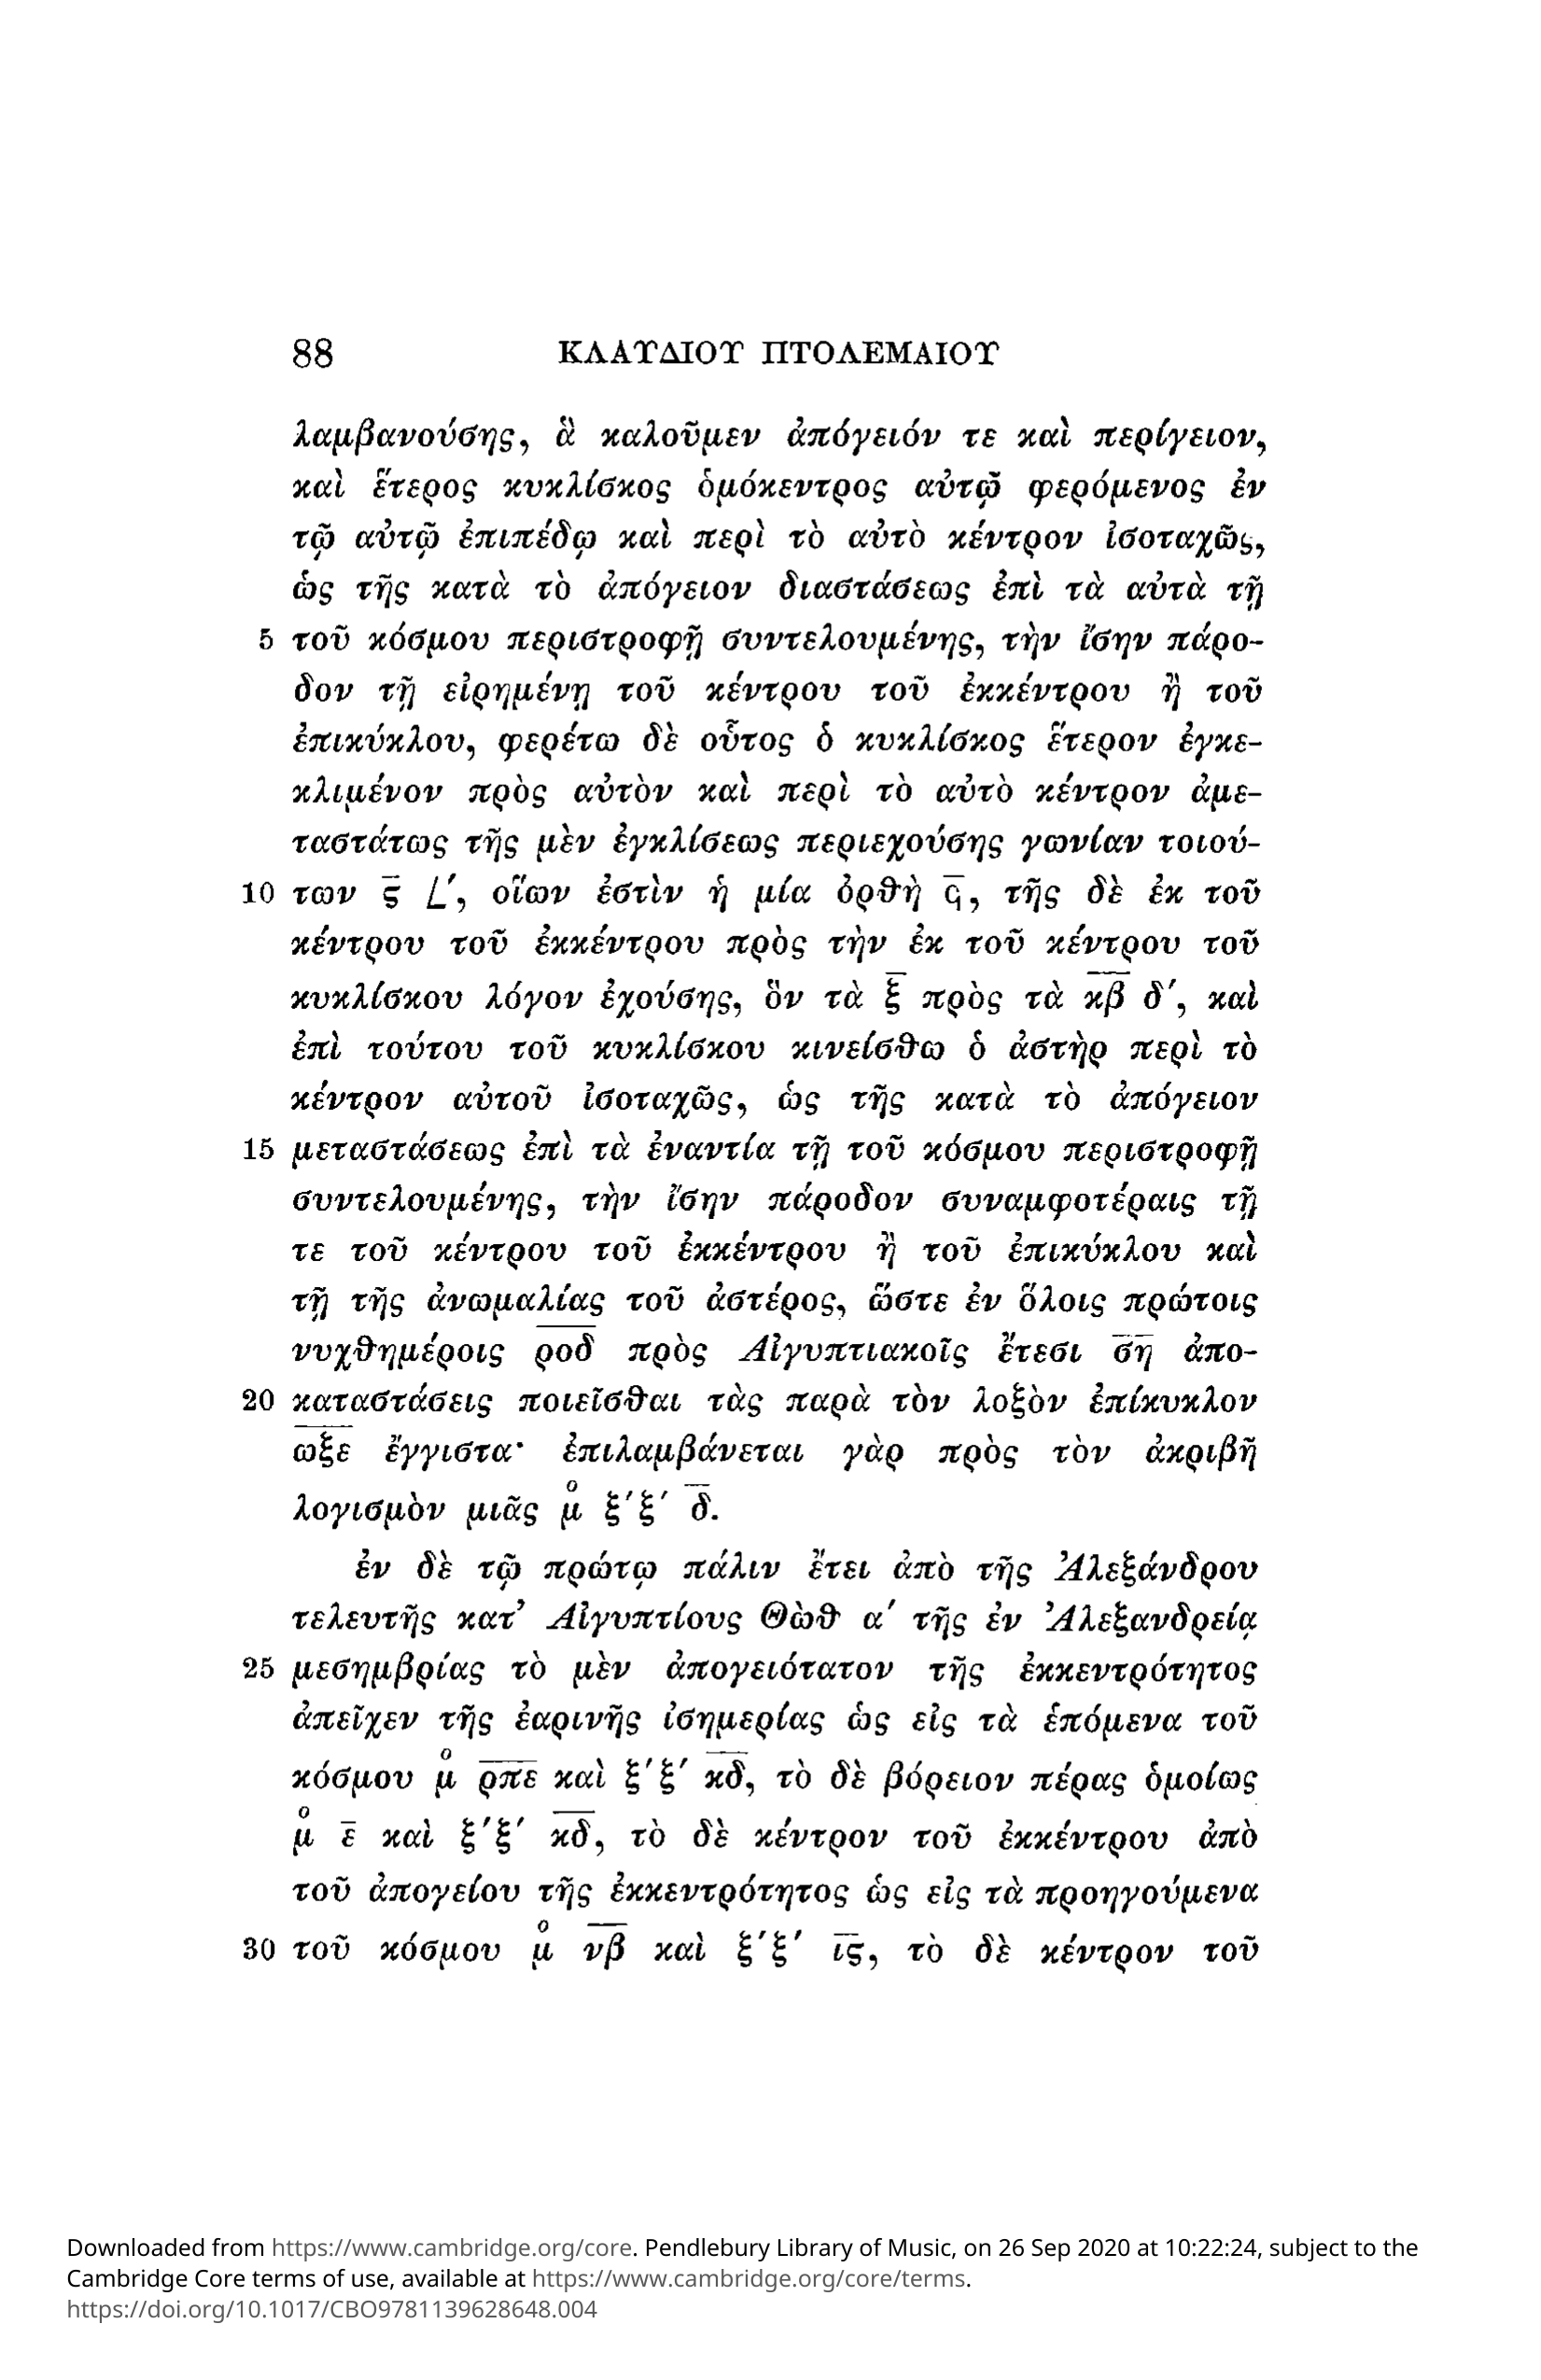 88 ΚΛΑΥΔΙΟΥ ΠΤΟΛΕΜΑΙΟΥ
λαμβανούσης, ἃ καλοῦμεν ἀπόγειόν τε καὶ περίγειον,
καὶ ἕτερος κυκλίσκος ὁμόκεντρος αὐτῷ φερόμενος ἐν
τῷ αὐτῷ ἐπιπέδῳ καὶ περὶ τὸ αὐτὸ κέντρον ἰσοταχῶς,
ὡς τῆς κατὰ τὸ ἀπόγειον διαστάσεως ἐπὶ τὰ αὐτὰ τῇ
5 τοῦ κόσμου περιστροφῇ συντελουμένης, τὴν ἴσην πάρο-
δον τῇ εἰρημένῃ τοῦ κέντρου τοῦ ἐκκέντρου ἢ τοῦ
ἐπικύκλου, φερέτω δὲ οὗτος ὁ κυκλίσκος ἕτερον ἐγκε-
κλιμένον πρὸς αὐτὸν καὶ περὶ τὸ αὐτὸ κέντρον ἀμε-
ταστάτως τῆς μὲν ἐγκλίσεως περιεχούσης γωνίαν τοιού-
10 των ϛ̅ 𐅵′, οἵων ἐστὶν ἡ μία ὀρθὴ ϟ̅, τῆς δὲ ἐκ τοῦ
κέντρου τοῦ ἐκκέντρου πρὸς τὴν ἐκ τοῦ κέντρου τοῦ
κυκλίσκου λόγον ἐχούσης, ὃν τὰ ξ̅ πρὸς τὰ κ̅β̅ δ′, καὶ
ἐπὶ τούτου τοῦ κυκλίσκου κινείσθω ὁ ἀστὴρ περὶ τὸ
κέντρον αὐτοῦ ἰσοταχῶς, ὡς τῆς κατὰ τὸ ἀπόγειον
15 μεταστάσεως ἐπὶ τὰ ἐναντία τῇ τοῦ κόσμου περιστροφῇ
συντελουμένης, τὴν ἴσην πάροδον συναμφοτέραις τῇ
τε τοῦ κέντρου τοῦ ἐκκέντρου ἢ τοῦ ἐπικύκλου καὶ
τῇ τῆς ἀνωμαλίας τοῦ ἀστέρος, ὥστε ἐν ὅλοις πρώτοις
νυχθημέροις ρ̅ο̅δ̅ πρὸς Αἰγυπτιακοῖς ἔτεσι σ̅η̅ ἀπο-
20 καταστάσεις ποιεῖσθαι τὰς παρὰ τὸν λοξὸν ἐπίκυκλον
ω̅ξ̅ε̅ ἔγγιστα· ἐπιλαμβάνεται γὰρ πρὸς τὸν ἀκριβῆ
λογισμὸν μιᾶς μ̊ ξ′ξ′ δ̅.
ἐν δὲ τῷ πρώτῳ πάλιν ἔτει ἀπὸ τῆς Ἀλεξάνδρου
τελευτῆς κατ’ Αἰγυπτίους Θὼθ α′ τῆς ἐν Ἀλεξανδρείᾳ
25 μεσημβρίας τὸ μὲν ἀπογειότατον τῆς ἐκκεντρότητος
ἀπεῖχεν τῆς ἐαρινῆς ἰσημερίας ὡς εἰς τὰ ἑπόμενα τοῦ
κόσμου μ̊ ρ̅π̅ε̅ καὶ ξ′ξ′ κ̅δ̅, τὸ δὲ βόρειον πέρας ὁμοίως
μ̊ ε̅ καὶ ξ′ξ′ κ̅δ̅, τὸ δὲ κέντρον τοῦ ἐκκέντρου ἀπὸ
τοῦ ἀπογείου τῆς ἐκκεντρότητος ὡς εἰς τὰ προηγούμενα
30 τοῦ κόσμου μ̊ ν̅β̅ καὶ ξ′ξ′ ι̅ϛ̅, τὸ δὲ κέντρον τοῦ
Downloaded from https://www.cambridge.org/core. Pendlebury Library of Music, on 26 Sep 2020 at 10:22:24, subject to the
Cambridge Core terms of use, available at https://www.cambridge.org/core/terms.
https://doi.org/10.1017/CBO9781139628648.004